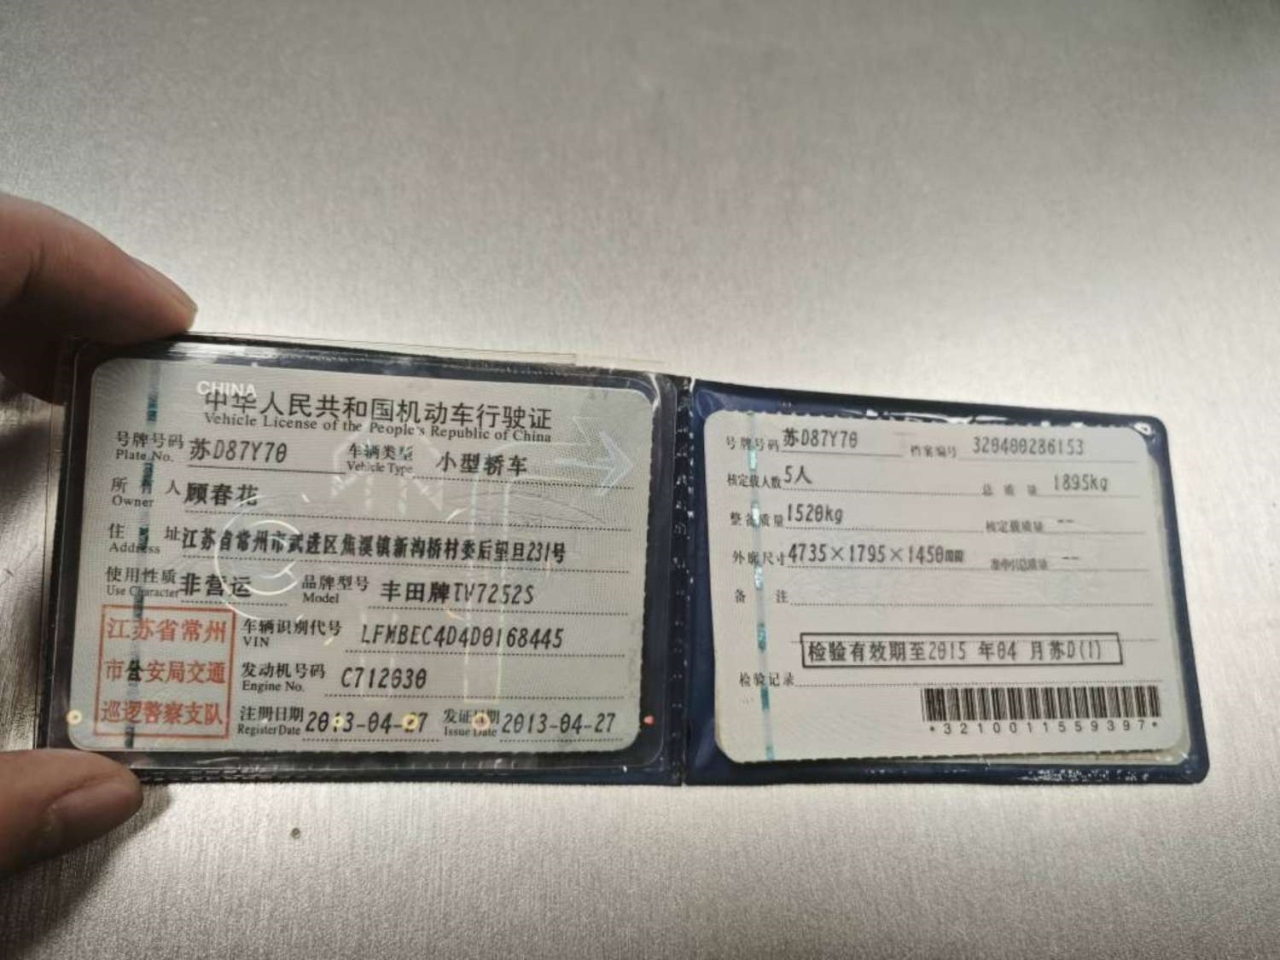 CHINA
中华人民共和国机动车行驶证
Vehicle License of the People's Republic of China
号牌号码 苏D87Y70 车辆类型 小型轿车
Plate No. Vehicle Type
所有人 顾春花
Owner
住址 江苏省常州市武进区焦溪镇新沟桥村委后望旦231号
Address
使用性质 非营运 品牌型号 丰田牌TV7252S
Use Character Model
江苏省常州
市公安局交通
巡逻警察支队
车辆识别代号 LFMBEC4D4D0168445
VIN
发动机号码 C712030
Engine No.
注册日期 2013-04-27 发证日期 2013-04-27
Register Date Issue Date
号牌号码 苏D87Y70 档案编号 320400286153
核定载人数 5人 总质量 1895kg
整备质量 1520kg 核定载质量 --
外廓尺寸 4735×1795×1450mm 准牵引总质量 --
备注
检验有效期至2015 年04 月苏D(1)
检验记录
*3210011559397*